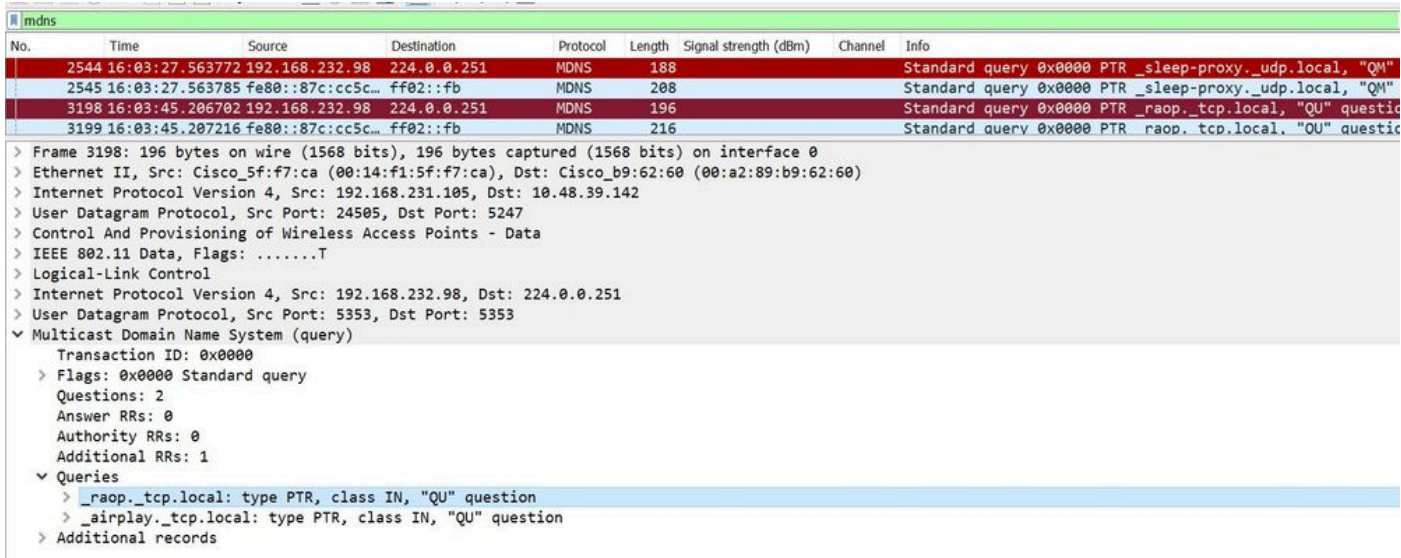 mdns
No. Time Source Destination Protocol Length Signal strength (dBm) Channel Info
2544 16:03:27.563772 192.168.232.98 224.0.0.251 MDNS 188 Standard query 0x0000 PTR _sleep-proxy._udp.local, "QM"
2545 16:03:27.563785 fe80::87c:cc5c… ff02::fb MDNS 208 Standard query 0x0000 PTR _sleep-proxy._udp.local, "QM"
3198 16:03:45.206702 192.168.232.98 224.0.0.251 MDNS 196 Standard query 0x0000 PTR _raop._tcp.local, "QU" questic
3199 16:03:45.207216 fe80::87c:cc5c… ff02::fb MDNS 216 Standard query 0x0000 PTR _raop._tcp.local, "QU" questic
> Frame 3198: 196 bytes on wire (1568 bits), 196 bytes captured (1568 bits) on interface 0
> Ethernet II, Src: Cisco_5f:f7:ca (00:14:f1:5f:f7:ca), Dst: Cisco_b9:62:60 (00:a2:89:b9:62:60)
> Internet Protocol Version 4, Src: 192.168.231.105, Dst: 10.48.39.142
> User Datagram Protocol, Src Port: 24505, Dst Port: 5247
> Control And Provisioning of Wireless Access Points - Data
> IEEE 802.11 Data, Flags: .......T
> Logical-Link Control
> Internet Protocol Version 4, Src: 192.168.232.98, Dst: 224.0.0.251
> User Datagram Protocol, Src Port: 5353, Dst Port: 5353
Multicast Domain Name System (query)
Transaction ID: 0x0000
> Flags: 0x0000 Standard query
Questions: 2
Answer RRs: 0
Authority RRs: 0
Additional RRs: 1
Queries
> _raop._tcp.local: type PTR, class IN, "QU" question
> _airplay._tcp.local: type PTR, class IN, "QU" question
> Additional records